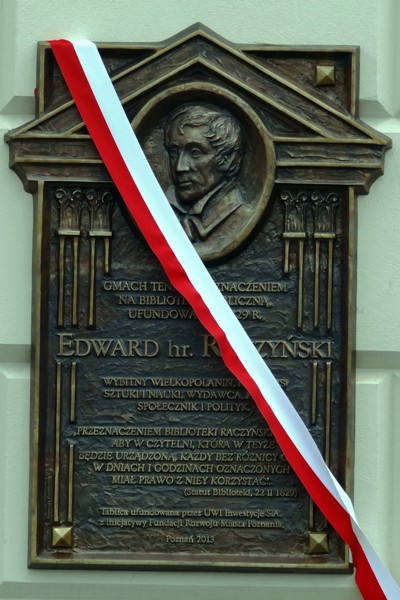 GMACH TEN ZNACZENIEM
NA BIBLIOTEKĘ LICZNĄ,
UFUNDOWA 29 R.
EDWARD hr. R CZYŃSKI
WYBITNY WIELKOPOLANIN,
SZTUKI I NAUKI, WYDAWCA,
SPOŁECZNIK I POLITYK.
„PRZEZNACZENIEM BIBLIOTEKI RACZYŃSKI
ABY W CZYTELNI, KTÓRA W TEYŻE
BĘDZIE URZĄDZONA, KAŻDY BEZ RÓŻNICY
W DNIACH I GODZINACH OZNACZONYCH
MIAŁ PRAWO Z NIEY KORZYSTAĆ".
(Statut Biblioteki, 22 II 1829)
Tablica ufundowana przez UWI Inwestycje S.A.
z inicjatywy Fundacji Rozwoju Miasta Poznania,
Poznań 2013